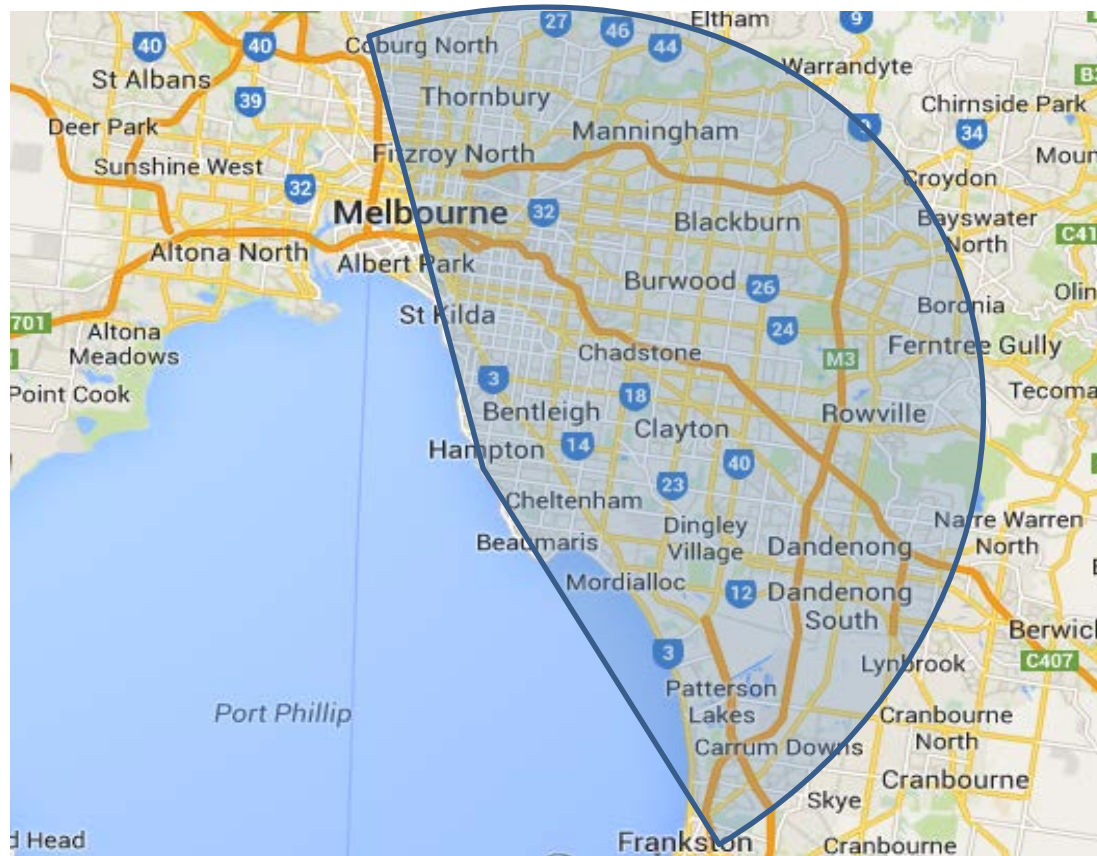 27
46
Eltham
9
40
40
Coburg North
44
Warrandyte
St Albans
39
Thornbury
Chirnside Park
Deer Park
Manningham
34
Sunshine West
Fitzroy North
32
Croydon
Melbourne
32
Blackburn
Bayswater
North
Altona North
Albert Park
Burwood
26
St Kilda
Boronia
701
Altona
Meadows
24
Chadstone
M3
Ferntree Gully
Point Cook
3
18
Bentleigh
Clayton
Rowville
Hampton
14
40
23
Cheltenham
Dingley
Village
Narre Warren
North
Beaumaris
Dandenong
Mordialloc
12
Dandenong
South
3
Lynbrook
C407
Patterson
Lakes
Port Phillip
Cranbourne
North
Carrum Downs
Cranbourne
Skye
d Head
Frankston
Cranbourne